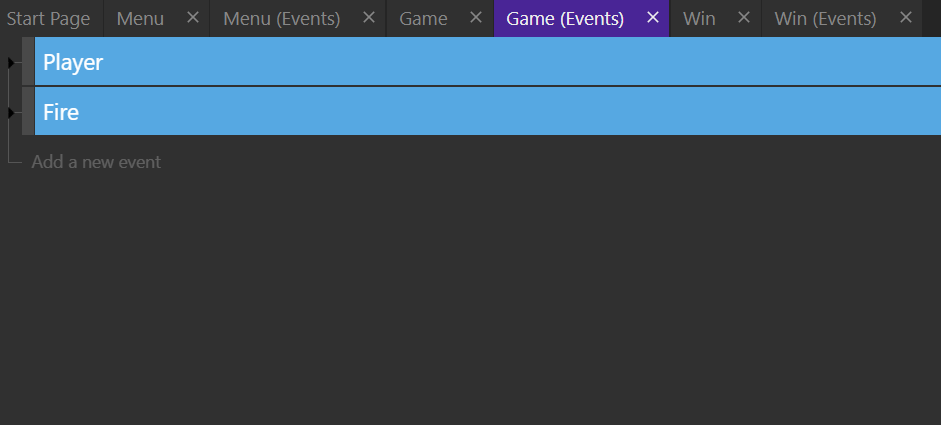 Start Page Menu Menu (Events) Game Game (Events) Win Win (Events)
Player
Fire
Add a new event